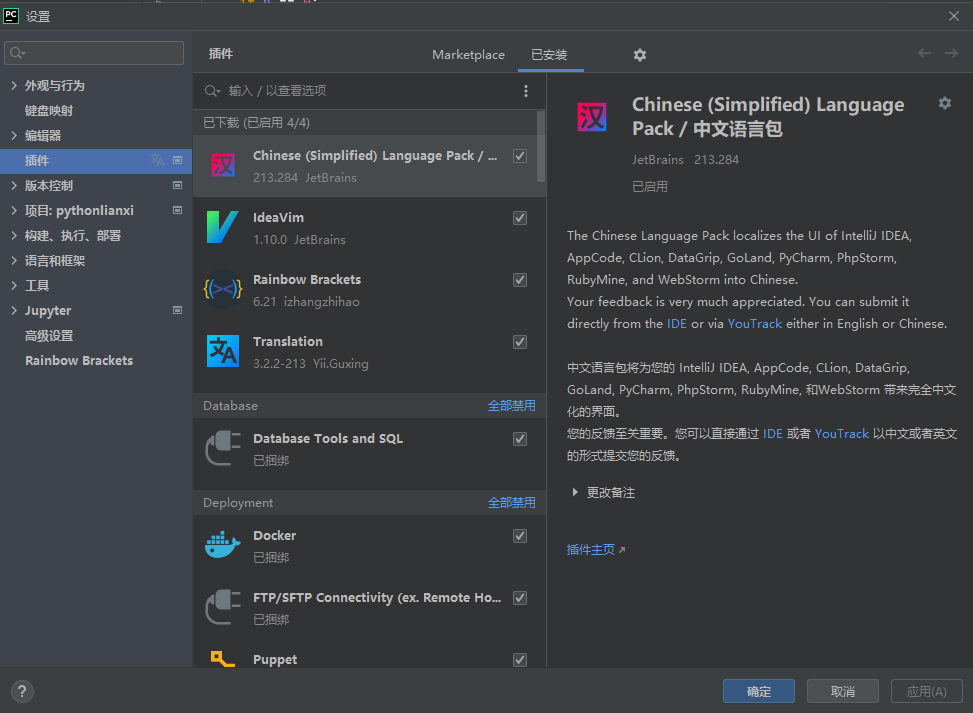 PC 设置
插件 Marketplace 已安装
外观与行为
键盘映射
编辑器
插件
版本控制
项目: pythonlianxi
构建、执行、部署
语言和框架
工具
Jupyter
高级设置
Rainbow Brackets
输入 / 以查看选项
已下载 (已启用 4/4)
汉
Chinese (Simplified) Language Pack / ...
213.284 JetBrains
IdeaVim
1.10.0 JetBrains
Rainbow Brackets
6.21 izhangzhihao
文A
Translation
3.2.2-213 Yii.Guxing
Database 全部禁用
Database Tools and SQL
已捆绑
Deployment 全部禁用
Docker
已捆绑
FTP/SFTP Connectivity (ex. Remote Ho...
已捆绑
Puppet
汉
Chinese (Simplified) Language
Pack / 中文语言包
JetBrains 213.284
已启用
The Chinese Language Pack localizes the UI of IntelliJ IDEA,
AppCode, CLion, DataGrip, GoLand, PyCharm, PhpStorm,
RubyMine, and WebStorm into Chinese.
Your feedback is very much appreciated. You can submit it
directly from the IDE or via YouTrack either in English or Chinese.
中文语言包将为您的 IntelliJ IDEA, AppCode, CLion, DataGrip,
GoLand, PyCharm, PhpStorm, RubyMine, 和WebStorm 带来完全中文
化的界面。
您的反馈至关重要。您可以直接通过 IDE 或者 YouTrack 以中文或者英文
的形式提交您的反馈。
更改备注
插件主页
? 确定 取消 应用(A)